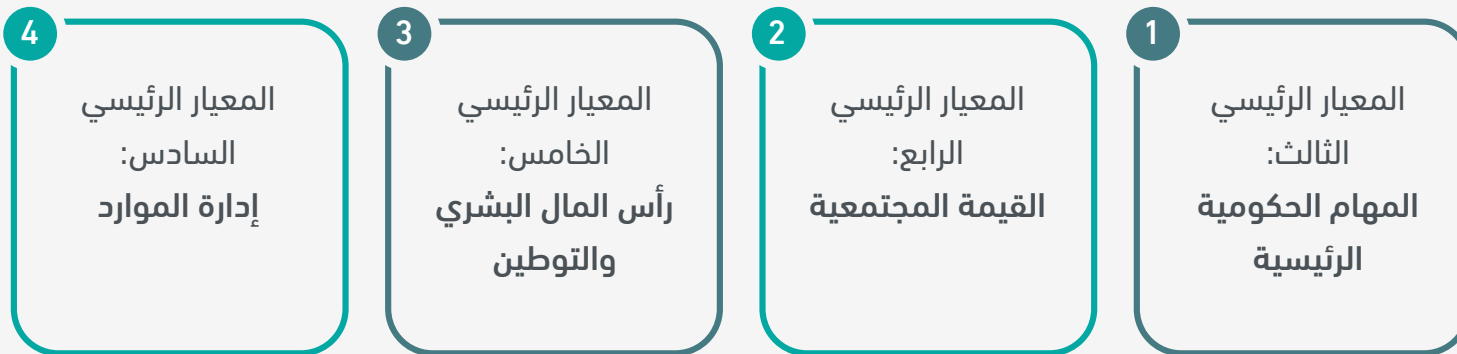 1
المعيار الرئيسي
الثالث:
المهام الحكومية
الرئيسية
2
المعيار الرئيسي
الرابع:
القيمة المجتمعية
3
المعيار الرئيسي
الخامس:
رأس المال البشري
والتوطين
4
المعيار الرئيسي
السادس:
إدارة الموارد